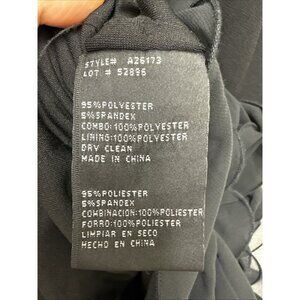 STYLE# A26173
LOT # 52896
95%POLYESTER
5%SPANDEX
COMBO:100%POLYESTER
LINING:100%POLYESTER
DRY CLEAN
MADE IN CHINA
95%POLIESTER
5%SPANDEX
COMBINACION:100%POLIESTER
FORRO:100%POLIESTER
LIMPIAR EN SECO
HECHO EN CHINA